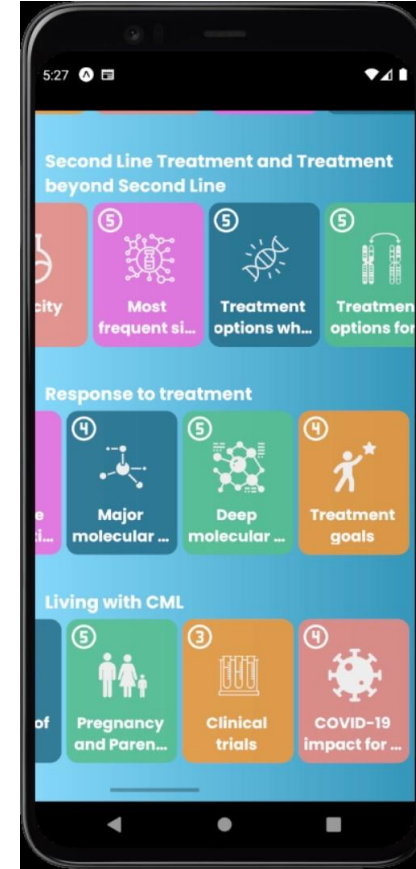 5:27
Second Line Treatment and Treatment
beyond Second Line
5
5
5
city
Most
frequent si...
Treatment
options wh...
Treatmen
options for
Response to treatment
4
5
4
e
ti...
Major
molecular ...
Deep
molecular ...
Treatment
goals
Living with CML
5
3
4
of
Pregnancy
and Paren...
Clinical
trials
COVID-19
impact for ...